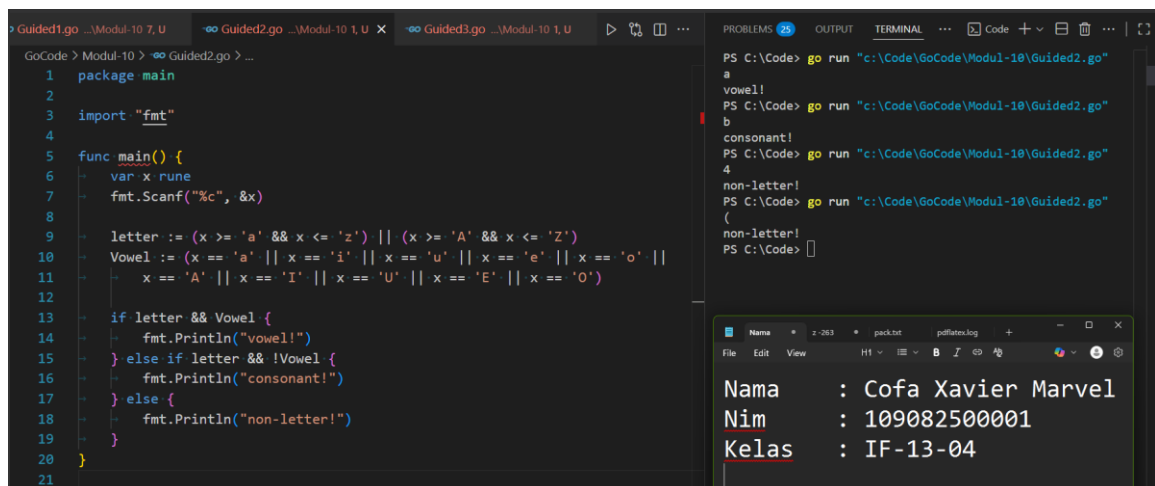 Guided1.go ...\Modul-10 7, U
Guided2.go ...\Modul-10 1, U
Guided3.go ...\Modul-10 1, U
GoCode > Modul-10 > Guided2.go > ...
1 package main
2
3 import "fmt"
4
5 func main() {
6 var x rune
7 fmt.Scanf("%c", &x)
8
9 letter := (x >= 'a' && x <= 'z') || (x >= 'A' && x <= 'Z')
10 Vowel := (x == 'a' || x == 'i' || x == 'u' || x == 'e' || x == 'o' ||
11 x == 'A' || x == 'I' || x == 'U' || x == 'E' || x == 'O')
12
13 if letter && Vowel {
14 fmt.Println("vowel!")
15 } else if letter && !Vowel {
16 fmt.Println("consonant!")
17 } else {
18 fmt.Println("non-letter!")
19 }
20 }
21
PROBLEMS 25 OUTPUT TERMINAL ... Code
PS C:\Code> go run "c:\Code\GoCode\Modul-10\Guided2.go"
a
vowel!
PS C:\Code> go run "c:\Code\GoCode\Modul-10\Guided2.go"
b
consonant!
PS C:\Code> go run "c:\Code\GoCode\Modul-10\Guided2.go"
4
non-letter!
PS C:\Code> go run "c:\Code\GoCode\Modul-10\Guided2.go"
(
non-letter!
PS C:\Code>
Nama z -263 pack.txt pdflatex.log
File Edit View H1 B I
Nama : Cofa Xavier Marvel
Nim : 109082500001
Kelas : IF-13-04